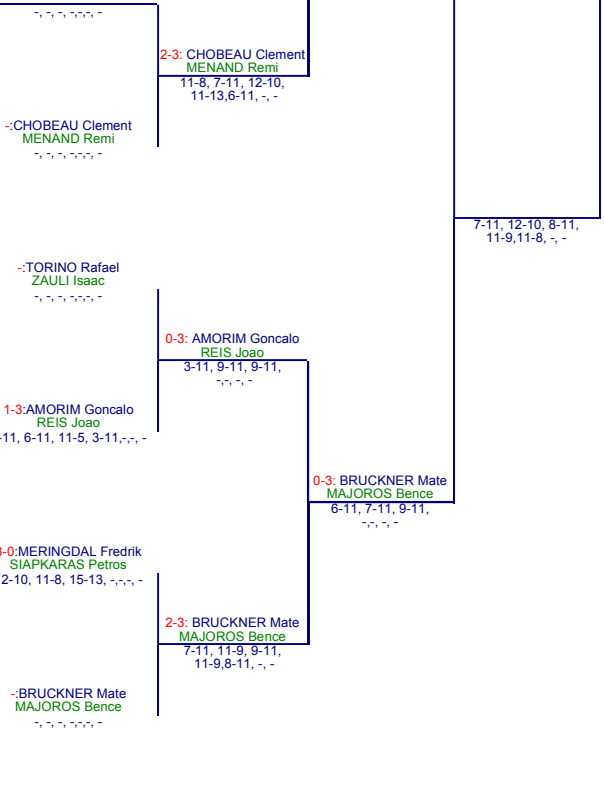 -, -, -, -,-,-, -
2-3: CHOBEAU Clement
MENAND Remi
11-8, 7-11, 12-10,
11-13,6-11, -, -
-:CHOBEAU Clement
MENAND Remi
-, -, -, -,-,-, -
7-11, 12-10, 8-11,
11-9,11-8, -, -
-:TORINO Rafael
ZAULI Isaac
-, -, -, -,-,-, -
0-3: AMORIM Goncalo
REIS Joao
3-11, 9-11, 9-11,
-,-, -, -
1-3:AMORIM Goncalo
REIS Joao
-11, 6-11, 11-5, 3-11,-,-, -
0-3: BRUCKNER Mate
MAJOROS Bence
6-11, 7-11, 9-11,
-,-, -, -
-0:MERINGDAL Fredrik
SIAPKARAS Petros
2-10, 11-8, 15-13, -,-,-, -
2-3: BRUCKNER Mate
MAJOROS Bence
7-11, 11-9, 9-11,
11-9,8-11, -, -
-:BRUCKNER Mate
MAJOROS Bence
-, -, -, -,-,-, -